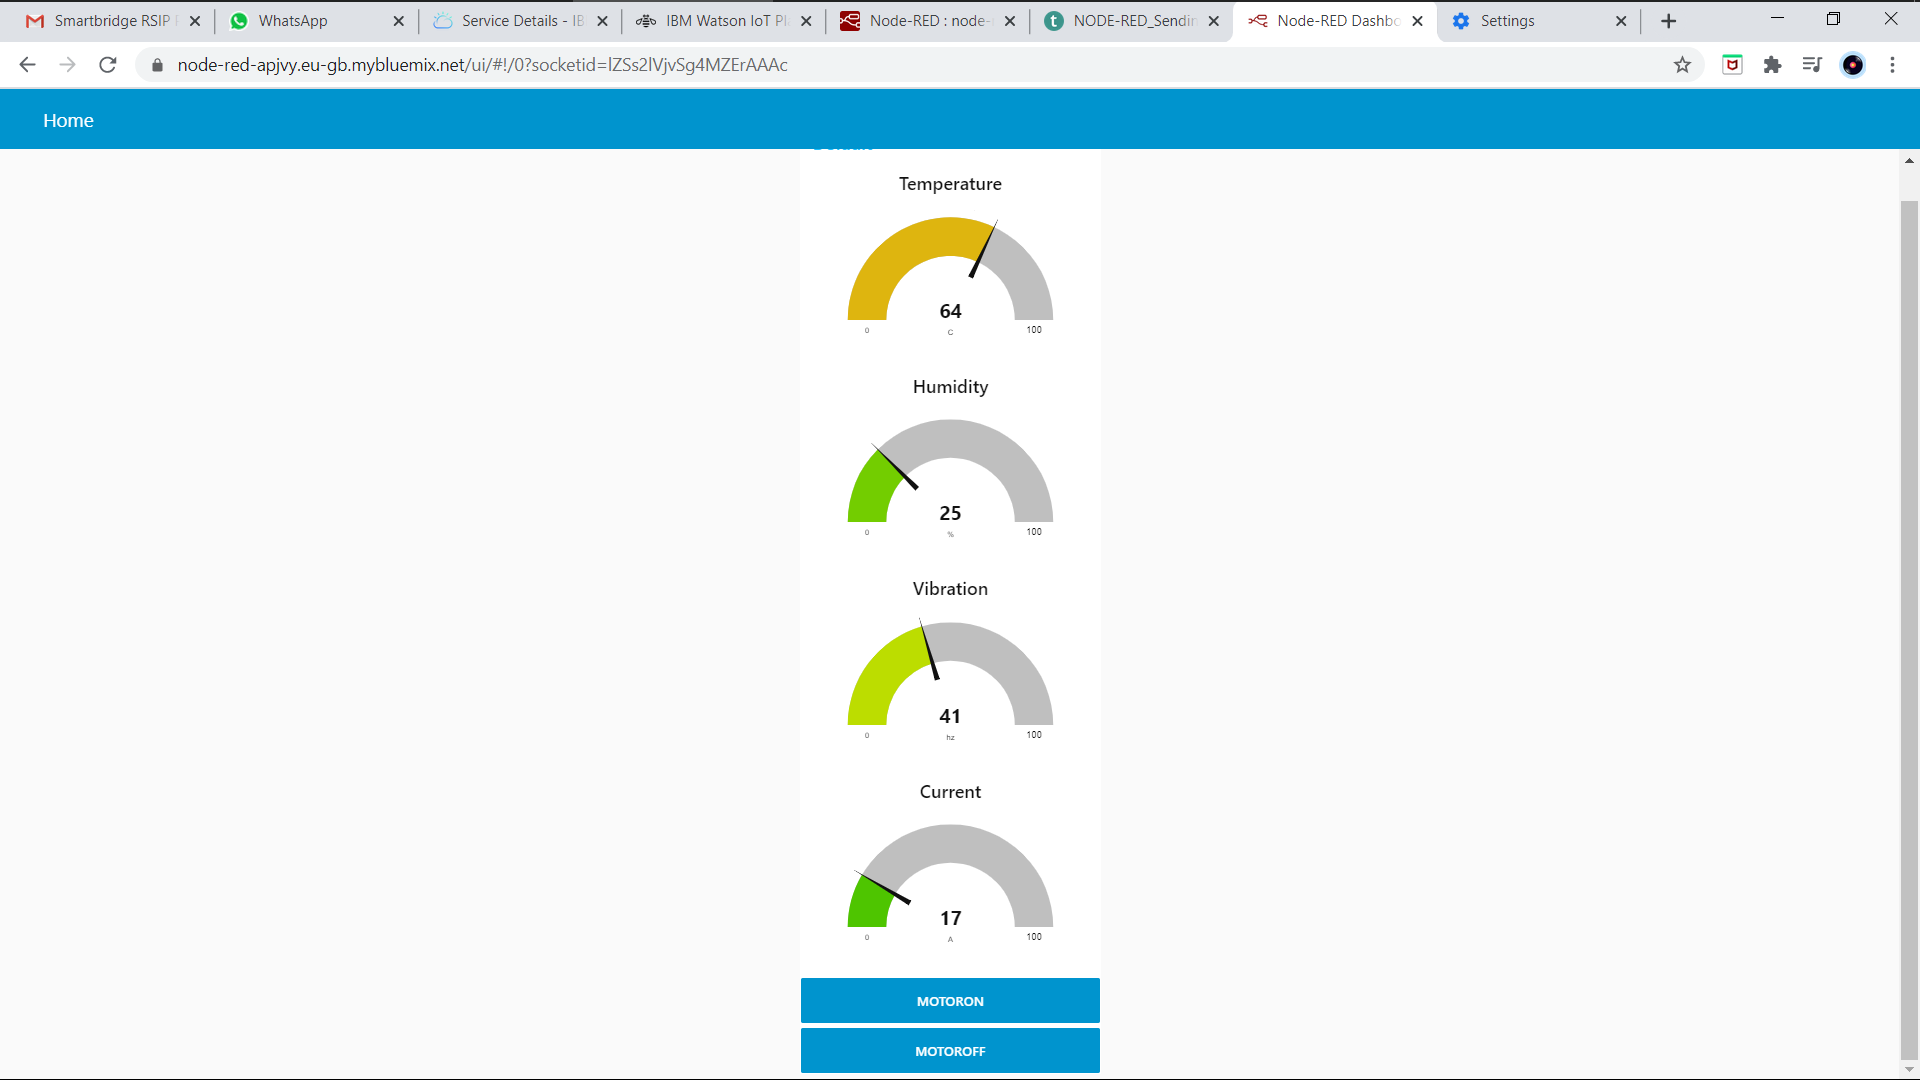 Smartbridge RSIP
WhatsApp
Service Details - IB
IBM Watson IoT Pl
Node-RED : node-
NODE-RED_Sendin
Node-RED Dashbo
Settings
node-red-apjvy.eu-gb.mybluemix.net/ui/#!/0?socketid=lZSs2lVjvSg4MZErAAAc
Home
Temperature
64
0
C
100
Humidity
25
0
%
100
Vibration
41
0
hz
100
Current
17
0
A
100
MOTORON
MOTOROFF